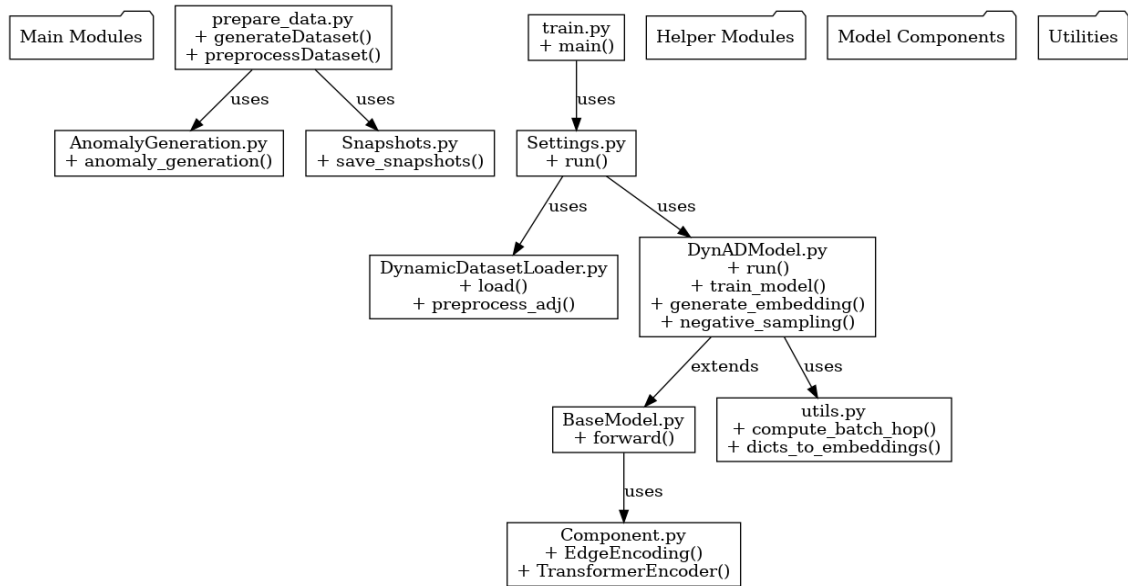 Main Modules
prepare_data.py
+ generateDataset()
+ preprocessDataset()
train.py
+ main()
Helper Modules
Model Components
Utilities
uses
uses
uses
AnomalyGeneration.py
+ anomaly_generation()
Snapshots.py
+ save_snapshots()
Settings.py
+ run()
uses
uses
DynamicDatasetLoader.py
+ load()
+ preprocess_adj()
DynADModel.py
+ run()
+ train_model()
+ generate_embedding()
+ negative_sampling()
extends
uses
BaseModel.py
+ forward()
utils.py
+ compute_batch_hop()
+ dicts_to_embeddings()
uses
Component.py
+ EdgeEncoding()
+ TransformerEncoder()